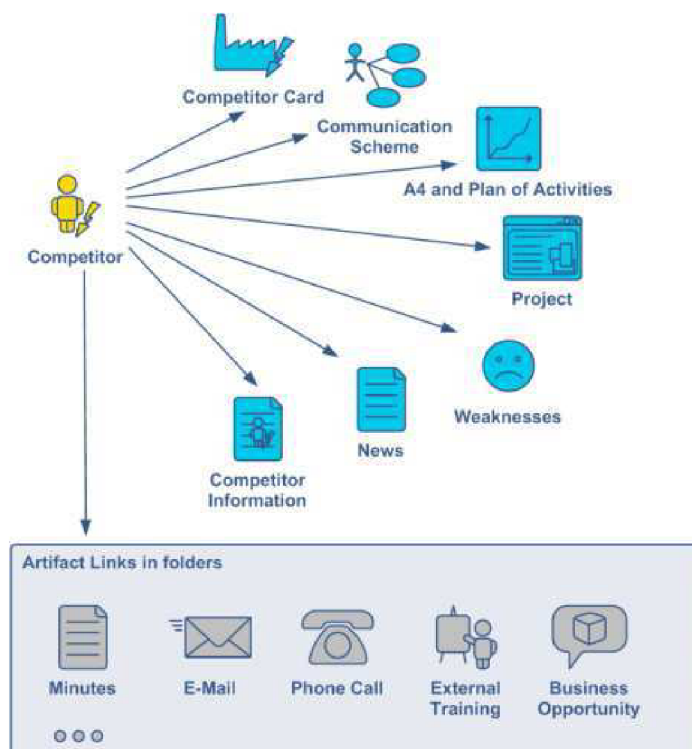 Competitor Card
Communication
Scheme
A4 and Plan of Activities
Competitor
Project
Weaknesses
News
Competitor
Information
Artifact Links in folders
Minutes
E-Mail
Phone Call
External
Training
Business
Opportunity